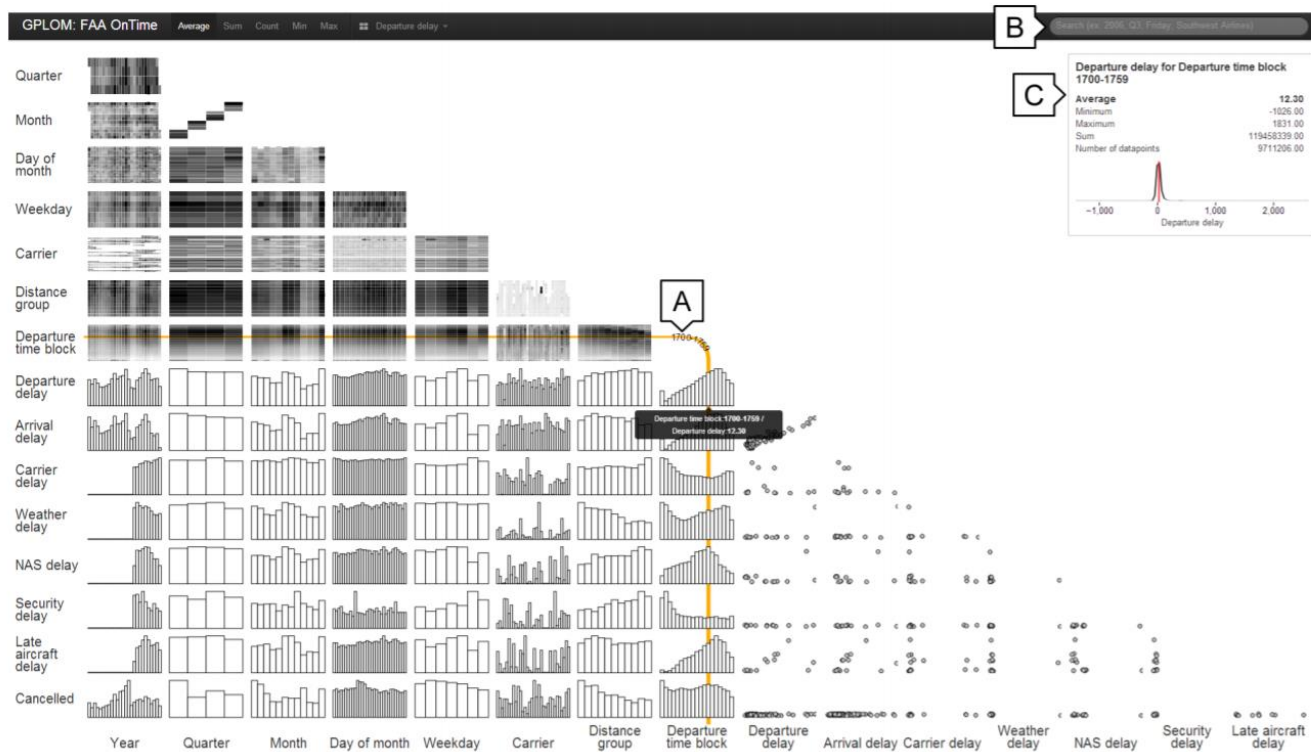 GPLOM: FAA OnTime Average Sum Count Min Max Departure delay
Search (ex. 2006, Q3, Friday, Southwest Airlines)
B
Departure delay for Departure time block
1700-1759
Average 12.30
Minimum -1026.00
Maximum 1831.00
Sum 119458339.00
Number of datapoints 9711206.00
−1,000 0 1,000 2,000
Departure delay
C
Quarter
Month
Day of
month
Weekday
Carrier
Distance
group
A
1700-1759
Departure
time block
Departure
delay
Departure time block:1700-1759 /
Departure delay:12.30
Arrival
delay
Carrier
delay
Weather
delay
NAS delay
Security
delay
Late
aircraft
delay
Cancelled
Year Quarter Month Day of month Weekday Carrier
Distance
group
Departure
time block
Departure
delay
Arrival delay Carrier delay
Weather
delay
NAS delay
Security
delay
Late aircraft
delay